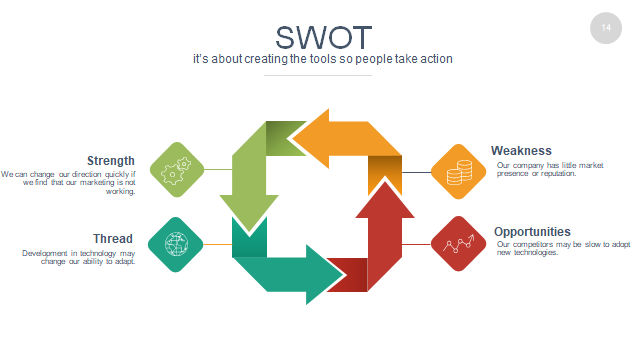 SWOT
14
it's about creating the tools so people take action
Strength
We can change our direction quickly if
we find that our marketing is not
working.
Weakness
Our company has little market
presence or reputation.
Thread
Development in technology may
change our ability to adapt.
Opportunities
Our competitors may be slow to adopt
new technologies.